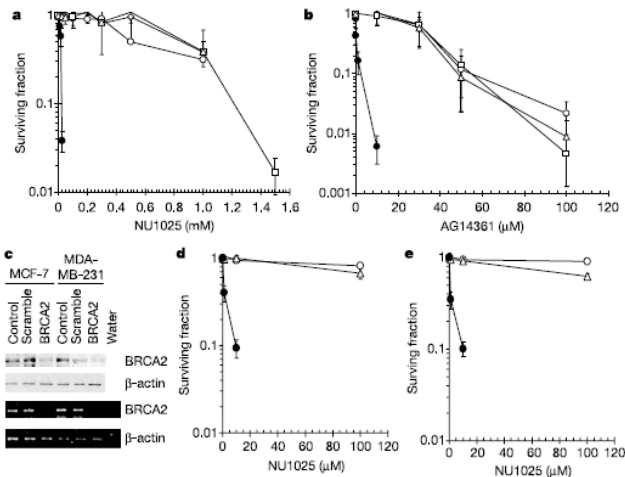 a
Surviving fraction
1
0.1
0.01
0 0,2 0,4 0,6 0,8 1,0 1,2 1,4 1,6
NU1025 (mM)
b
Surviving fraction
1
0.1
0.01
0.001
0 20 40 60 80 100 120
AG14361 (μM)
c
MCF-7
MDA-
MB-231
Control
Scramble
BRCA2
Control
Scramble
BRCA2
Water
BRCA2
β-actin
BRCA2
β-actin
d
Surviving fraction
1
0.1
0.01
0 20 40 60 80 100 120
NU1025 (μM)
e
Surving fraction
1
0.1
0.01
0 20 40 60 80 100 120
NU1025 (μM)